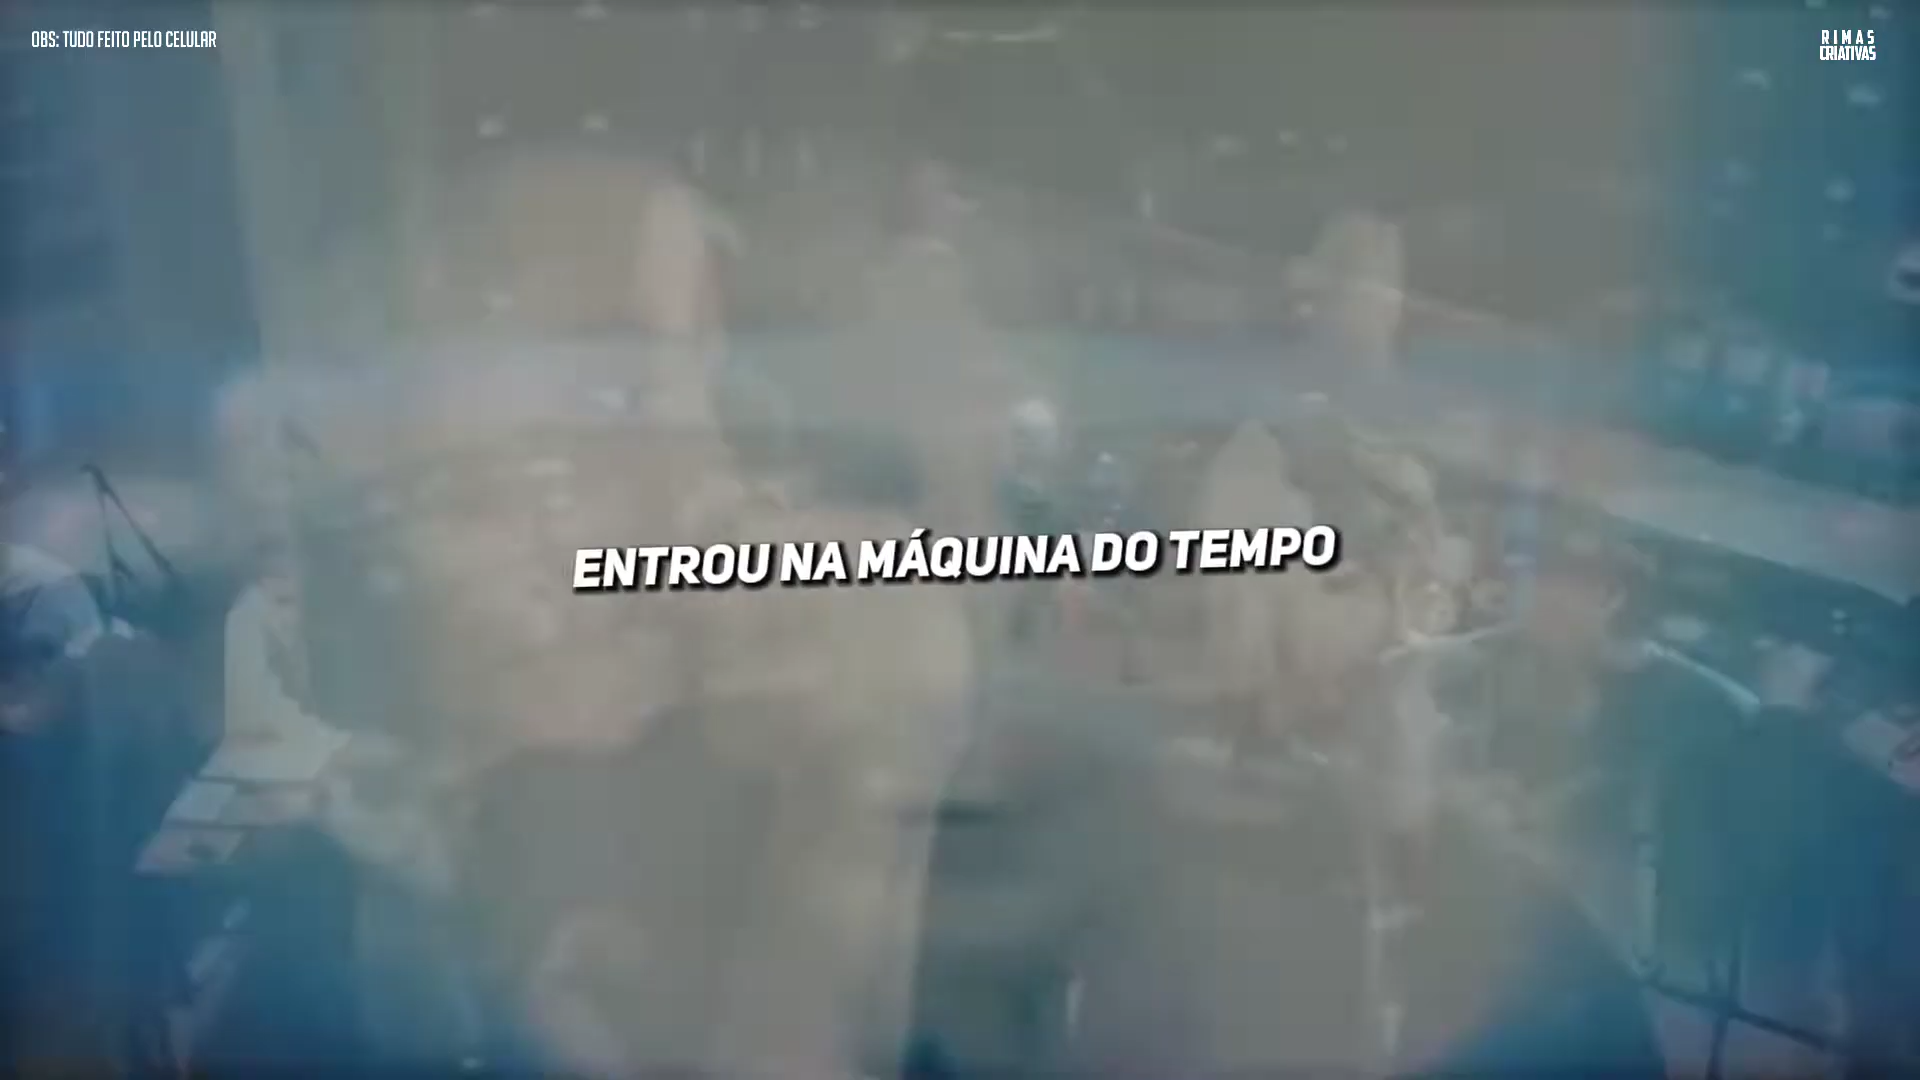 OBS: TUDO FEITO PELO CELULAR
RIMAS
CRIATIVAS
ENTROU NA MÁQUINA DO TEMPO